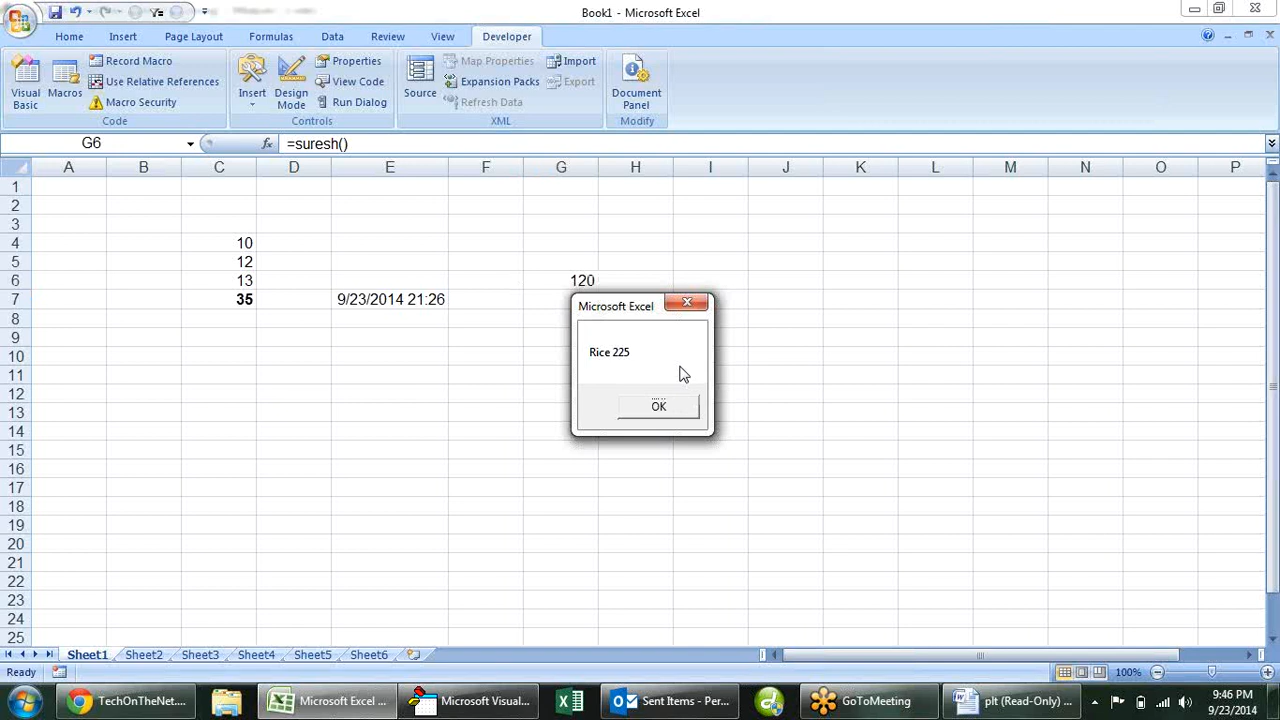 Book1 - Microsoft Excel
Home Insert Page Layout Formulas Data Review View Developer
Visual Basic
Macros
Record Macro
Use Relative References
Macro Security
Code
Insert
Design Mode
Properties
View Code
Run Dialog
Controls
Source
Map Properties
Expansion Packs
Refresh Data
Import
Export
XML
Document Panel
Modify
G6 fx =suresh()
A B C D E F G H I J K L M N O P
1
2
3
4 10
5 12
6 13 120
7 35 9/23/2014 21:26
8
9
10
11
12
13
14
15
16
17
18
19
20
21
22
23
24
25
Microsoft Excel
Rice 225
OK
Sheet1 Sheet2 Sheet3 Sheet4 Sheet5 Sheet6
Ready 100%
TechOnTheNet.... Microsoft Excel ... Microsoft Visual... Sent Items - Per... GoToMeeting plt (Read-Only) ... 9:46 PM
9/23/2014